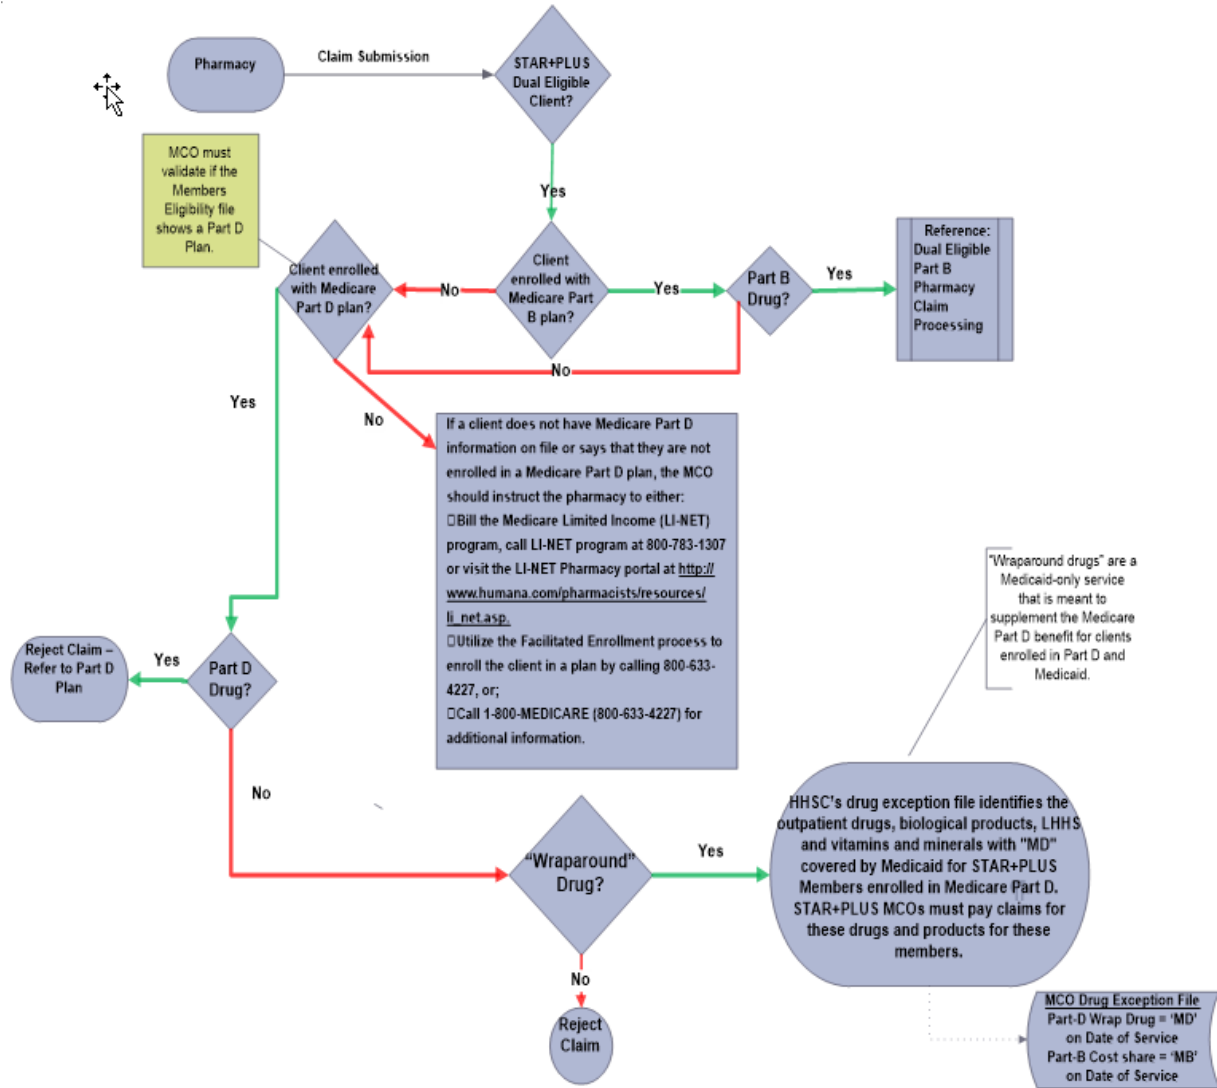 Pharmacy
Claim Submission
STAR+PLUS
Dual Eligible
Client?
MCO must
validate if the
Members
Eligibility file
shows a Part D
Plan.
Yes
Client enrolled
with Medicare
Part D plan?
No
Client
enrolled with
Medicare Part
B plan?
Yes
Part B
Drug?
Yes
Reference:
Dual Eligible
Part B
Pharmacy
Claim
Processing
No
Yes
No
If a client does not have Medicare Part D
information on file or says that they are not
enrolled in a Medicare Part D plan, the MCO
should instruct the pharmacy to either:
Bill the Medicare Limited Income (LI-NET)
program, call LI-NET program at 800-783-1307
or visit the LI-NET Pharmacy portal at http://
www.humana.com/pharmacists/resources/
li_net.asp.
Utilize the Facilitated Enrollment process to
enroll the client in a plan by calling 800-633-
4227, or;
Call 1-800-MEDICARE (800-633-4227) for
additional information.
"Wraparound drugs" are a
Medicaid-only service
that is meant to
supplement the Medicare
Part D benefit for clients
enrolled in Part D and
Medicaid.
Reject Claim –
Refer to Part D
Plan
Yes
Part D
Drug?
No
"Wraparound"
Drug?
Yes
HHSC's drug exception file identifies the
outpatient drugs, biological products, LHHS
and vitamins and minerals with "MD"
covered by Medicaid for STAR+PLUS
Members enrolled in Medicare Part D.
STAR+PLUS MCOs must pay claims for
these drugs and products for these
members.
No
Reject
Claim
MCO Drug Exception File
Part-D Wrap Drug = 'MD'
on Date of Service
Part-B Cost share = 'MB'
on Date of Service